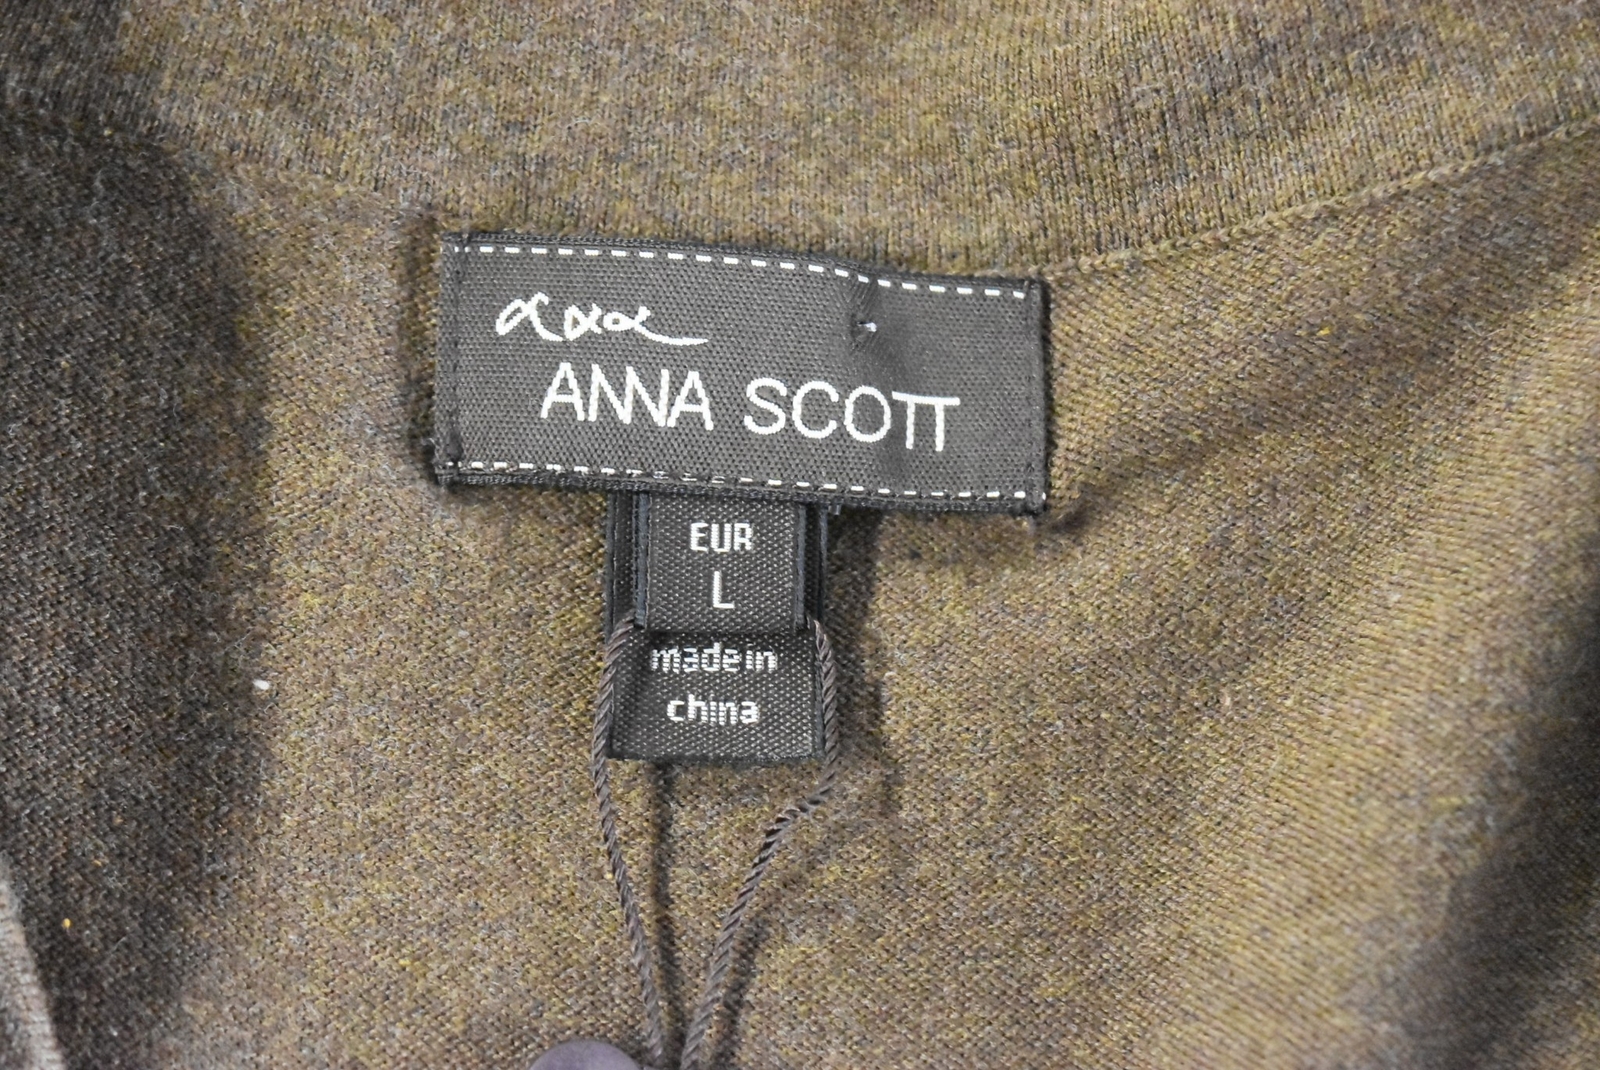 ANNA SCOTT
EUR
L
made in
china